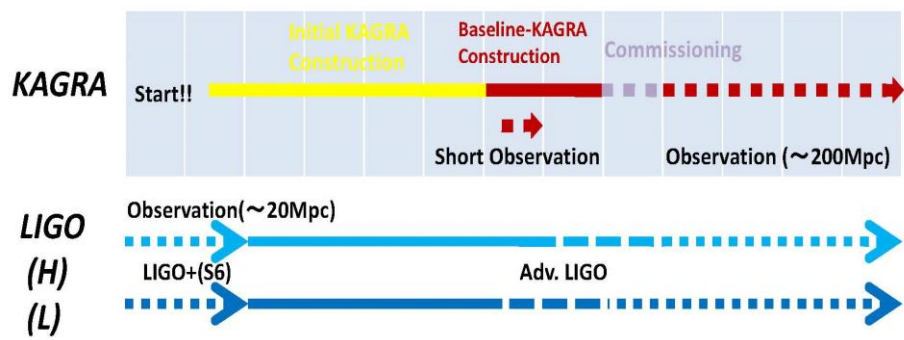 Initial KAGRA
Construction
Baseline-KAGRA
Construction
Commissioning
KAGRA
Start!!
Short Observation
Observation (～200Mpc)
Observation(～20Mpc)
LIGO
(H)
LIGO+(S6)
Adv. LIGO
(L)